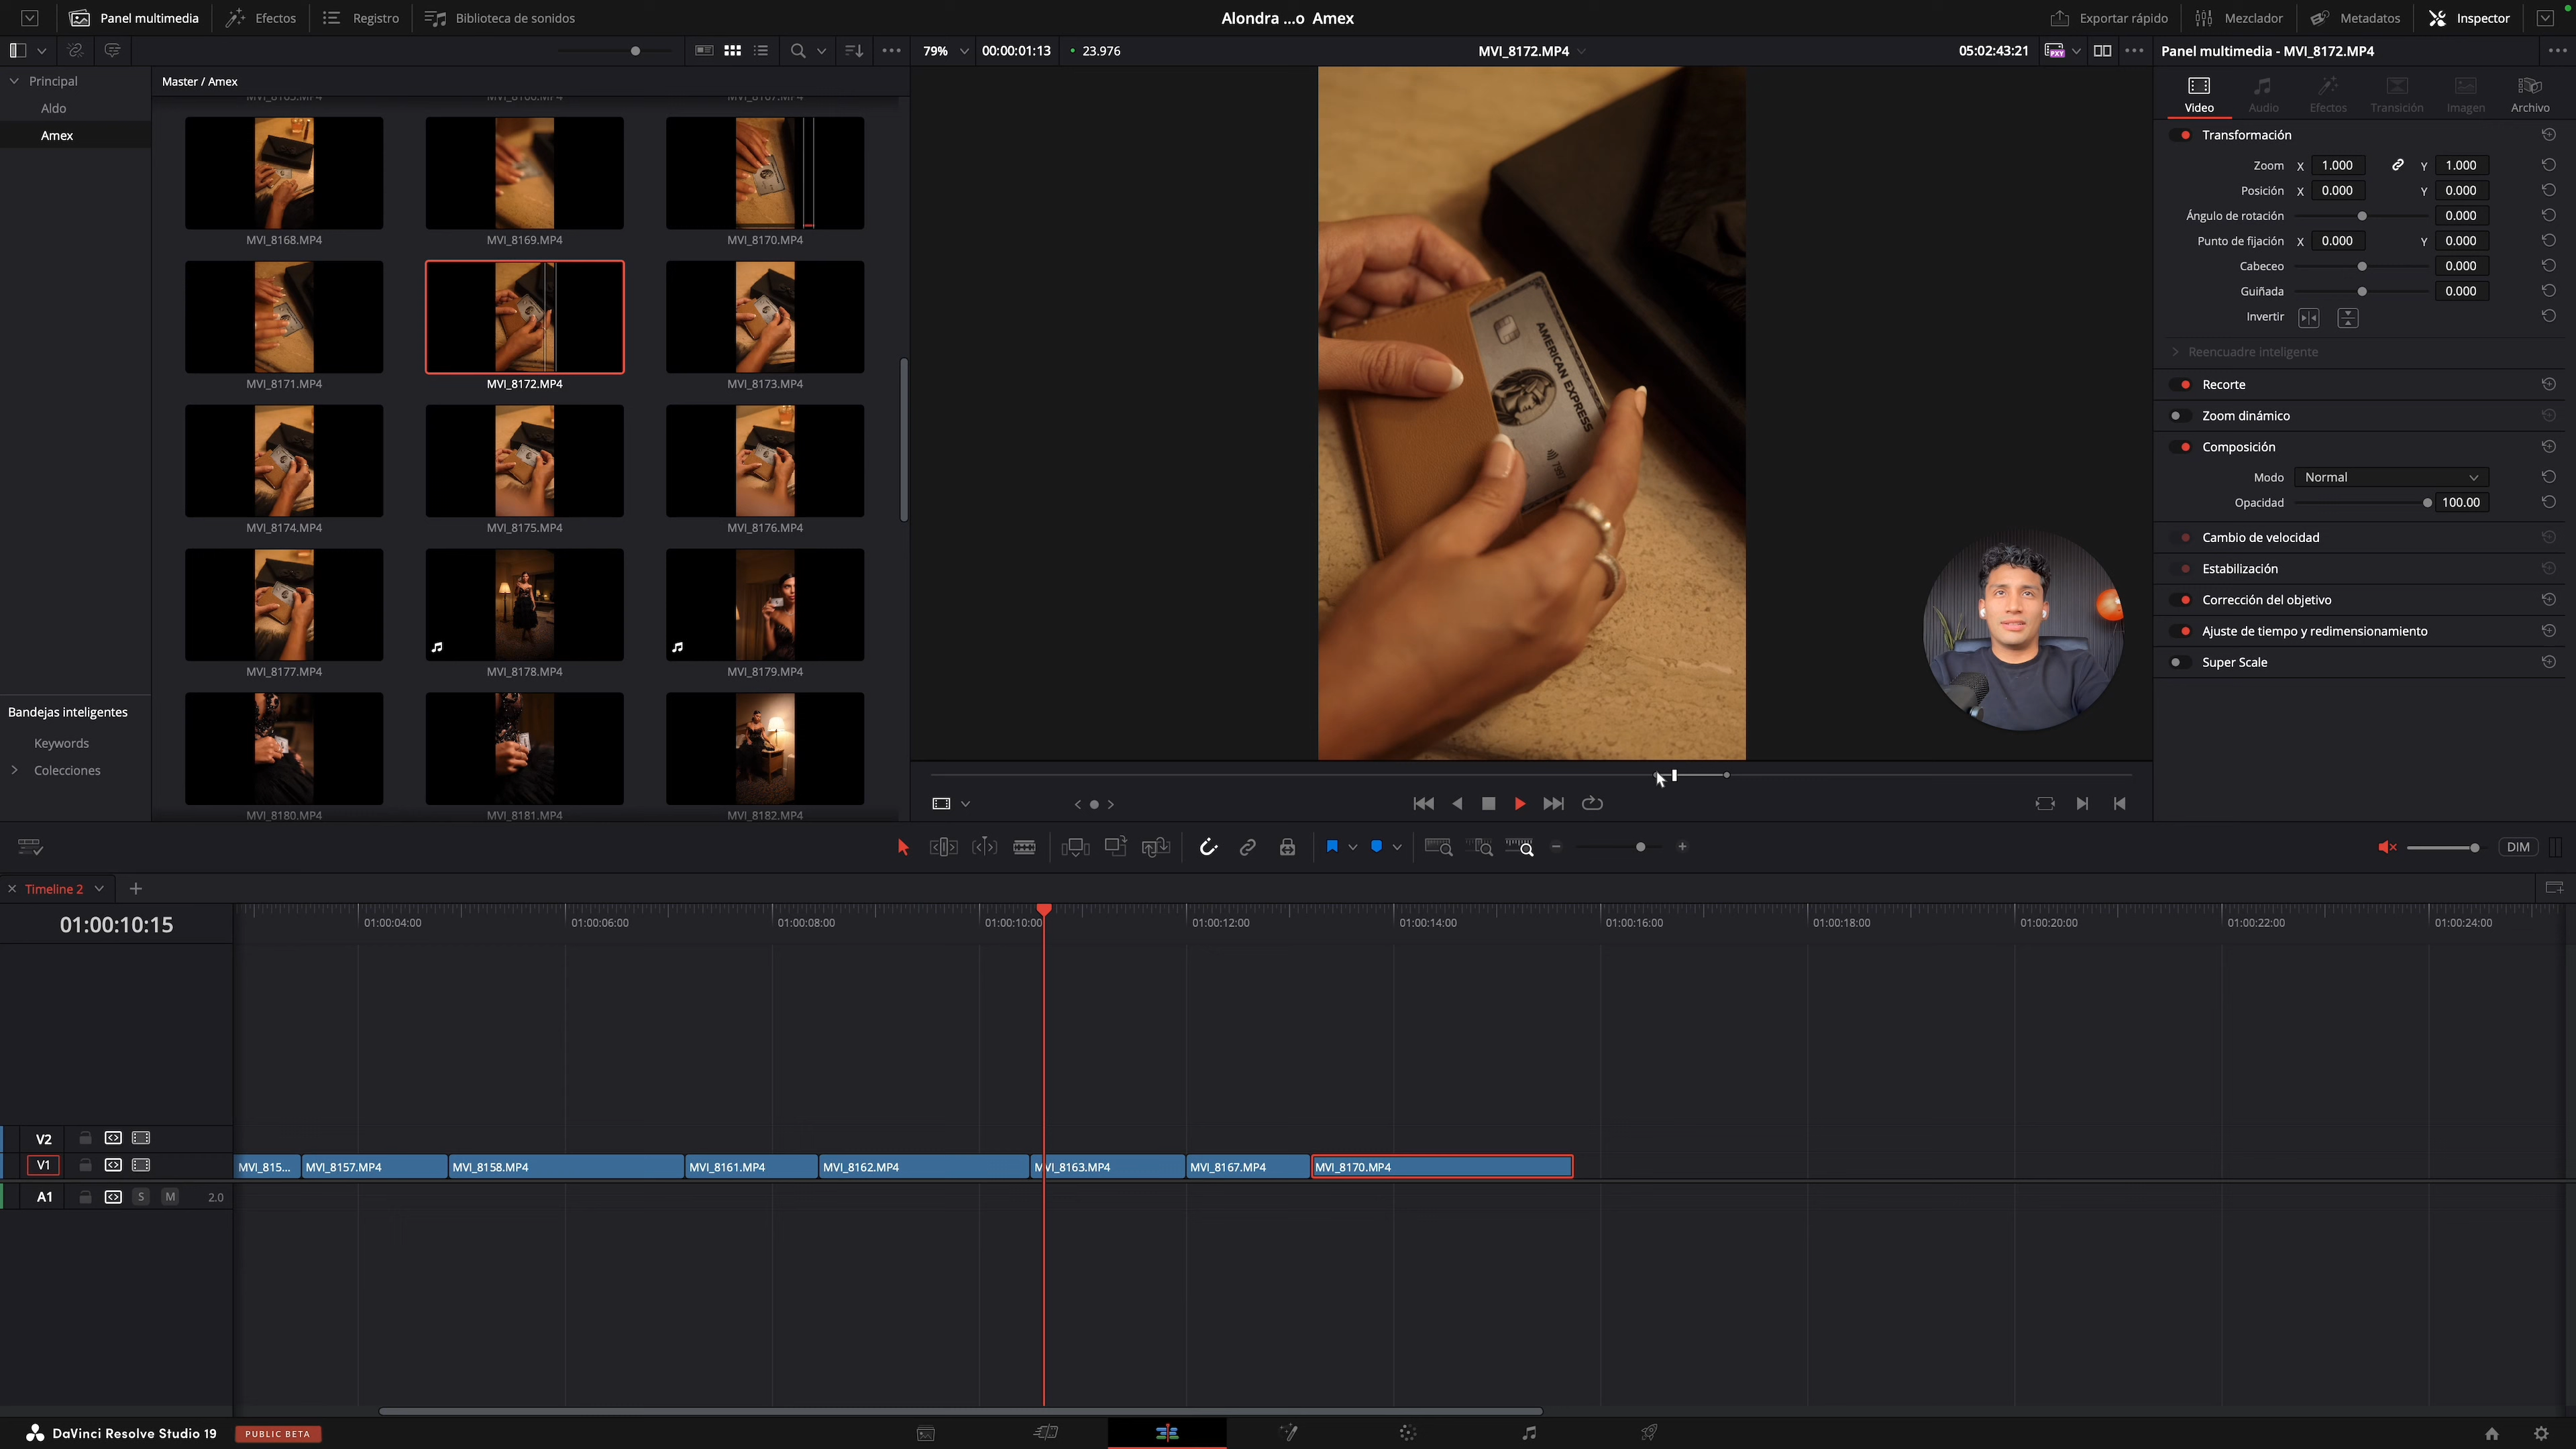 Panel multimedia
Efectos
Registro
Biblioteca de sonidos
Alondra ...o Amex
Exportar rápido
Mezclador
Metadatos
Inspector
79%
00:00:01:13
23.976
MVI_8172.MP4
05:02:43:21
PXY
Panel multimedia - MVI_8172.MP4
Principal
Aldo
Amex
Master / Amex
MVI_8168.MP4
MVI_8169.MP4
MVI_8170.MP4
MVI_8171.MP4
MVI_8172.MP4
MVI_8173.MP4
MVI_8174.MP4
MVI_8175.MP4
MVI_8176.MP4
MVI_8177.MP4
MVI_8178.MP4
MVI_8179.MP4
MVI_8180.MP4
MVI_8181.MP4
MVI_8182.MP4
Bandejas inteligentes
Keywords
Colecciones
AMERICAN EXPRESS
Video
Audio
Efectos
Transición
Imagen
Archivo
Transformación
Zoom X 1.000 Y 1.000
Posición X 0.000 Y 0.000
Ángulo de rotación 0.000
Punto de fijación X 0.000 Y 0.000
Cabeceo 0.000
Guiñada 0.000
Invertir
Reencuadre inteligente
Recorte
Zoom dinámico
Composición
Modo Normal
Opacidad 100.00
Cambio de velocidad
Estabilización
Corrección del objetivo
Ajuste de tiempo y redimensionamiento
Super Scale
DIM
Timeline 2
01:00:10:15
01:00:04:00
01:00:06:00
01:00:08:00
01:00:10:00
01:00:12:00
01:00:14:00
01:00:16:00
01:00:18:00
01:00:20:00
01:00:22:00
01:00:24:00
V2
V1
MVI_815...
MVI_8157.MP4
MVI_8158.MP4
MVI_8161.MP4
MVI_8162.MP4
MVI_8163.MP4
MVI_8167.MP4
MVI_8170.MP4
A1
S
M
2.0
DaVinci Resolve Studio 19
PUBLIC BETA